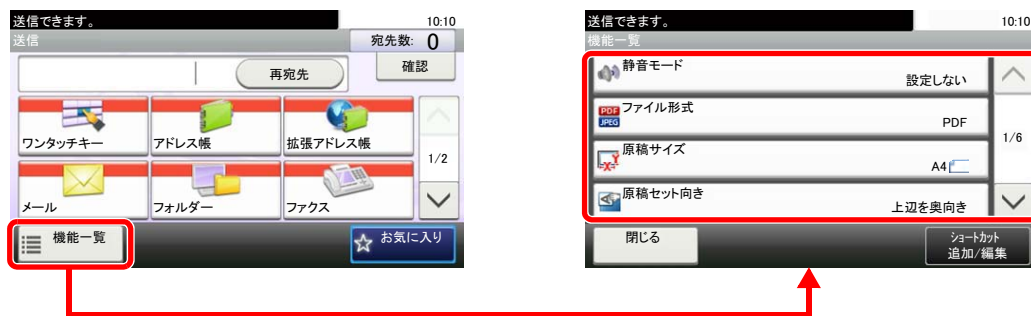 送信できます。 10:10
送信 宛先数: 0
再宛先 確認
ワンタッチキー アドレス帳 拡張アドレス帳
1/2
メール フォルダー ファクス
機能一覧 お気に入り
送信できます。 10:10
機能一覧
静音モード
設定しない
PDF JPEG ファイル形式
PDF
1/6
X Y 原稿サイズ
A4
原稿セット向き
上辺を奥向き
閉じる ショートカット
追加/編集